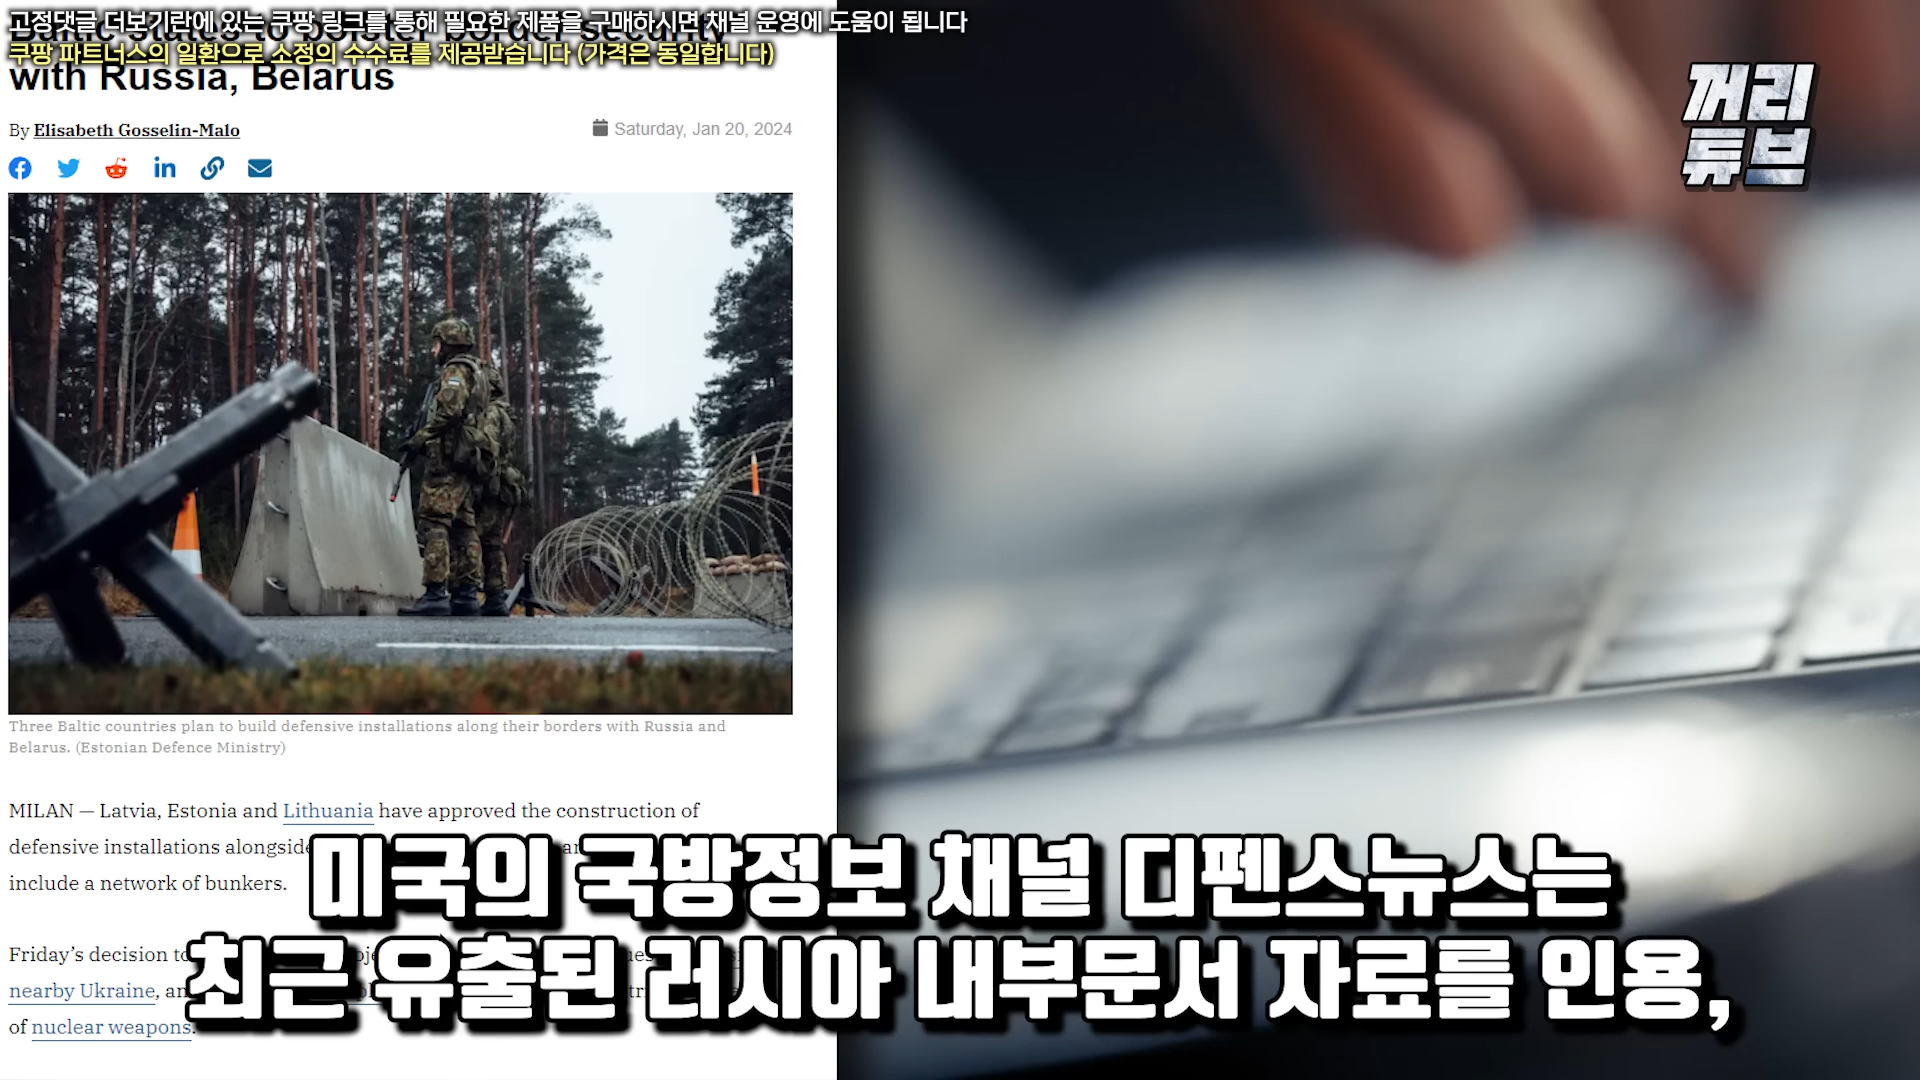 고정댓글 더보기란에 있는 쿠팡 링크를 통해 필요한 제품을 구매하시면 채널 운영에 도움이 됩니다
쿠팡 파트너스의 일환으로 소정의 수수료를 제공받습니다 (가격은 동일합니다)
Baltic states to bolster border security
with Russia, Belarus
By Elisabeth Gosselin-Malo
Saturday, Jan 20, 2024
꺼리
튜브
Three Baltic countries plan to build defensive installations along their borders with Russia and
Belarus. (Estonian Defence Ministry)
MILAN — Latvia, Estonia and Lithuania have approved the construction of
defensive installations alongside
include a network of bunkers.
Friday’s decision to
nearby Ukraine,
of nuclear weapons.
미국의 국방정보 채널 디펜스뉴스는
최근 유출된 러시아 내부문서 자료를 인용,